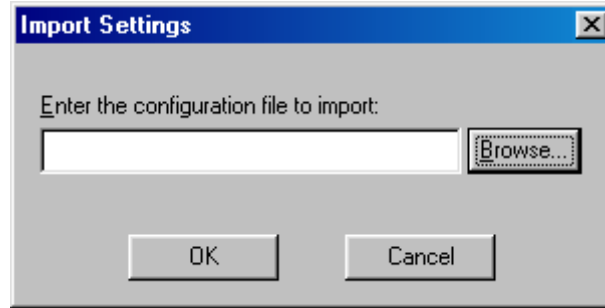 Import Settings
Enter the configuration file to import:
Browse...
OK Cancel